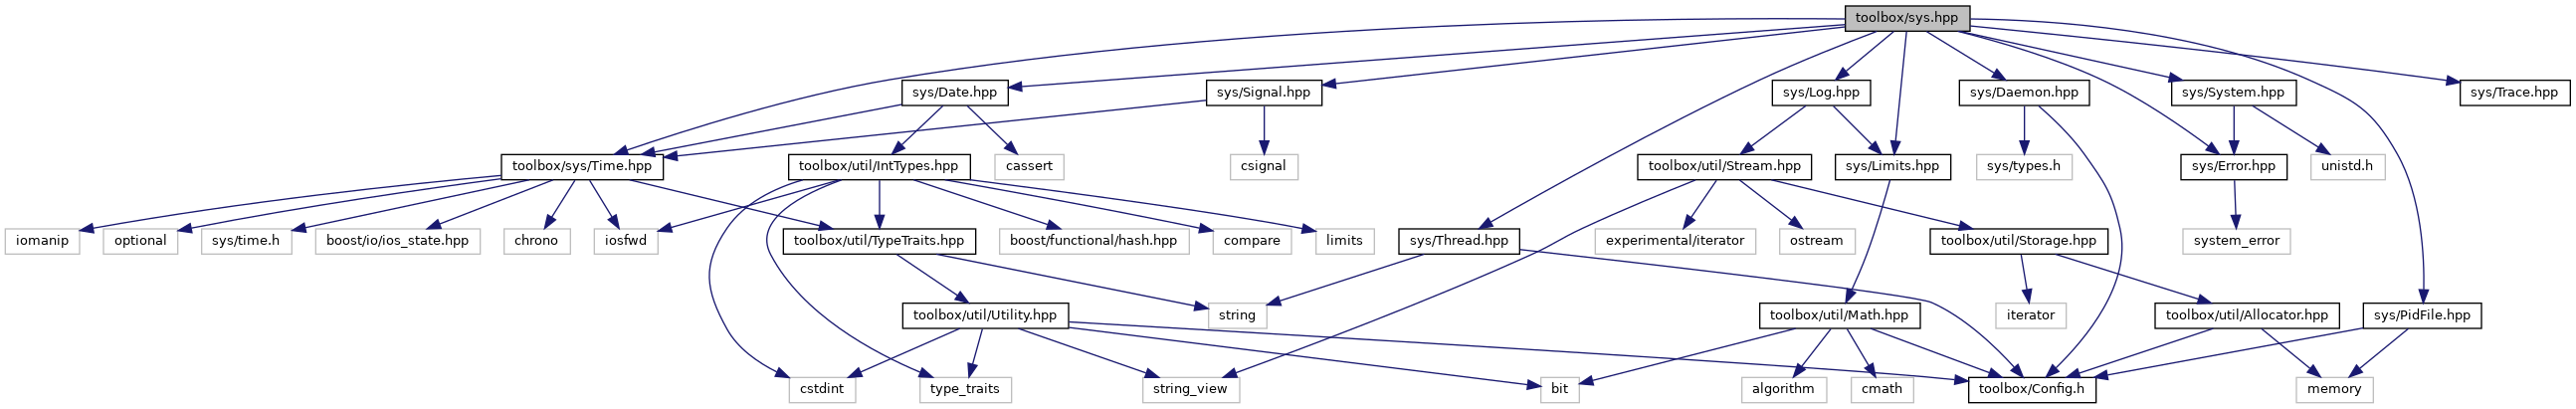 toolbox/sys.hpp
sys/Date.hpp
sys/Signal.hpp
sys/Log.hpp
sys/Daemon.hpp
sys/System.hpp
sys/Trace.hpp
toolbox/sys/Time.hpp
toolbox/util/IntTypes.hpp
cassert
csignal
toolbox/util/Stream.hpp
sys/Limits.hpp
sys/types.h
sys/Error.hpp
unistd.h
iomanip
optional
sys/time.h
boost/io/ios_state.hpp
chrono
iosfwd
toolbox/util/TypeTraits.hpp
boost/functional/hash.hpp
compare
limits
sys/Thread.hpp
experimental/iterator
ostream
toolbox/util/Storage.hpp
system_error
toolbox/util/Utility.hpp
string
toolbox/util/Math.hpp
iterator
toolbox/util/Allocator.hpp
sys/PidFile.hpp
cstdint
type_traits
string_view
bit
algorithm
cmath
toolbox/Config.h
memory